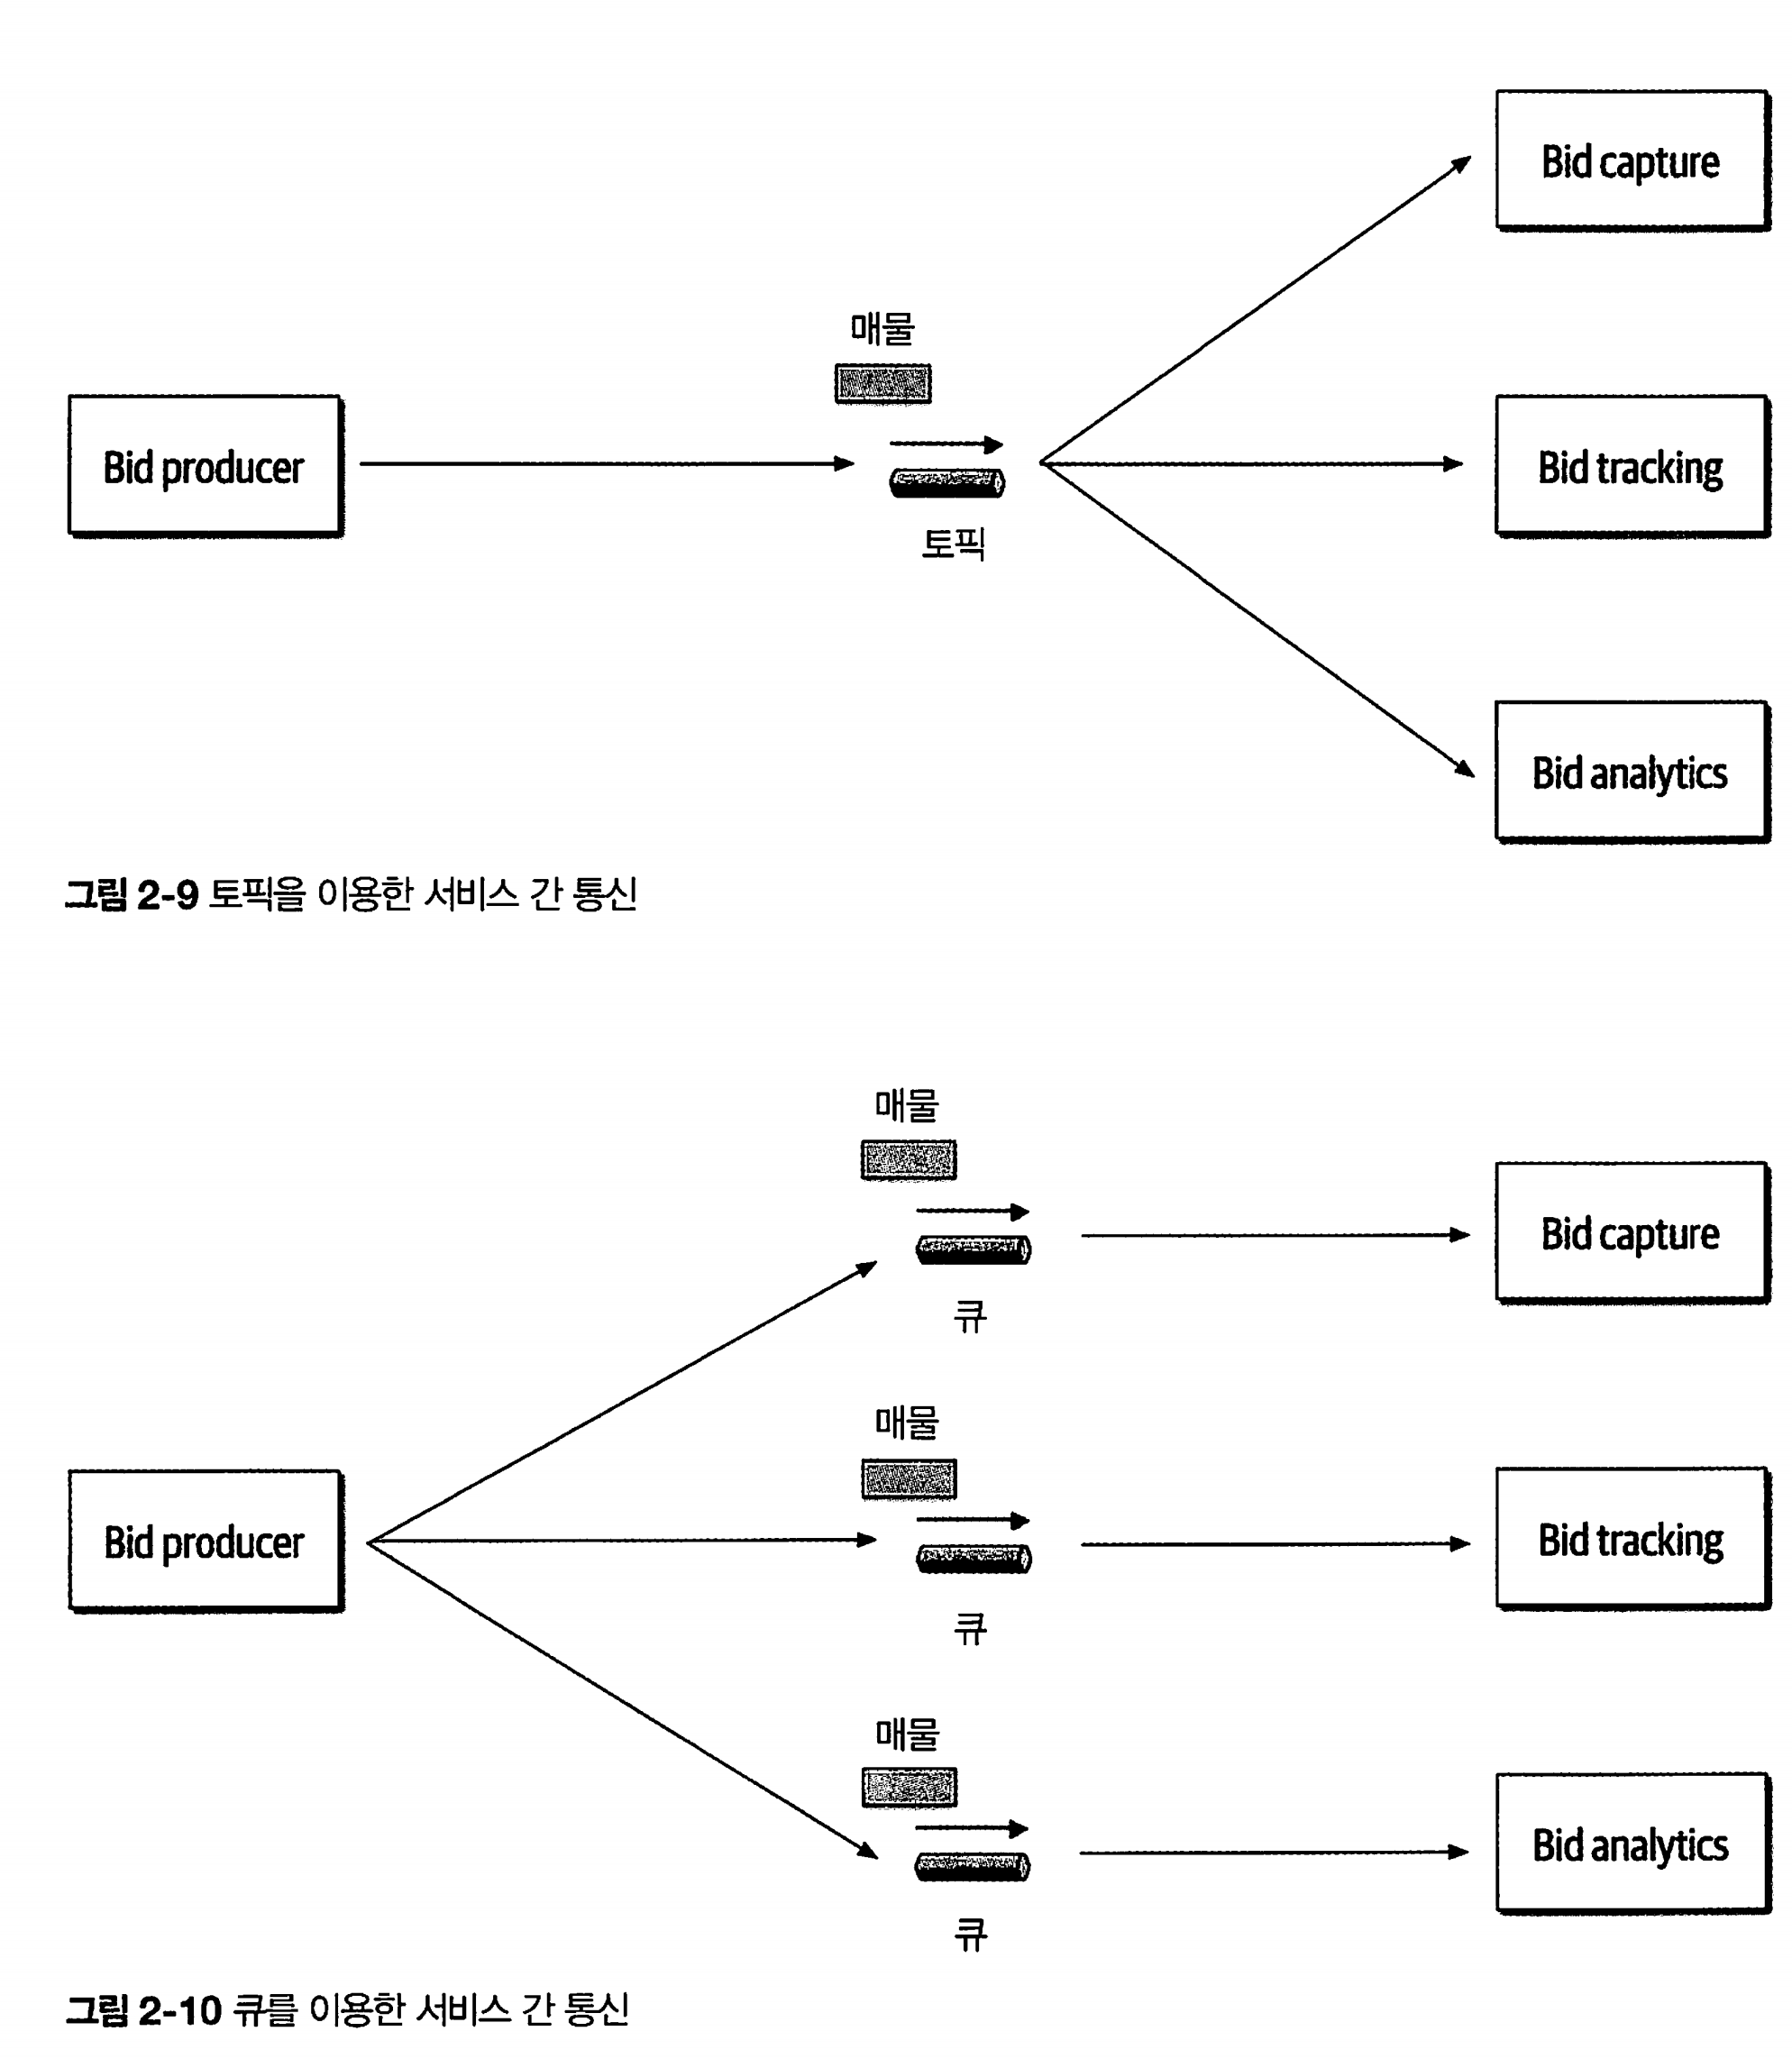 Bid capture
매물
Bid producer
Bid tracking
토픽
Bid analytics
그림 2-9 토픽을 이용한 서비스 간 통신
매물
Bid capture
큐
매물
Bid producer
Bid tracking
큐
매물
Bid analytics
큐
그림 2-10 큐를 이용한 서비스 간 통신